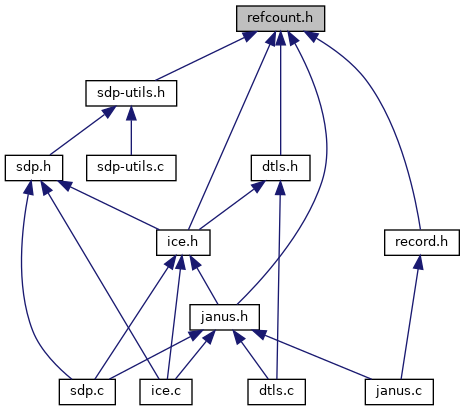 refcount.h
sdp-utils.h
sdp.h
sdp-utils.c
dtls.h
ice.h
record.h
janus.h
sdp.c
ice.c
dtls.c
janus.c